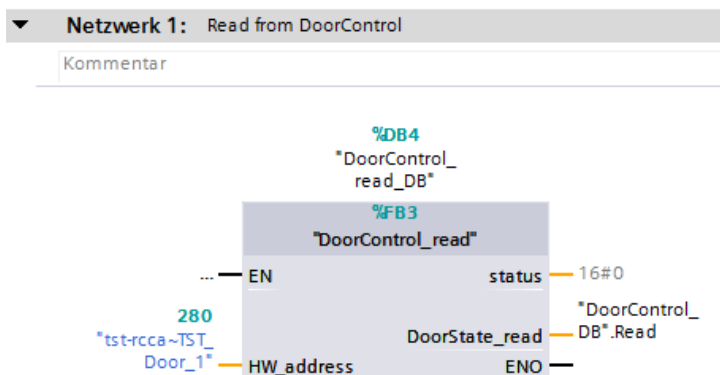 Netzwerk 1: Read from DoorControl
Kommentar
%DB4
"DoorControl_
read_DB"
%FB3
"DoorControl_read"
... EN
status 16#0
280
"tst-rcca~TST_
Door_1" HW_address
"DoorControl_
DoorState_read DB".Read
ENO